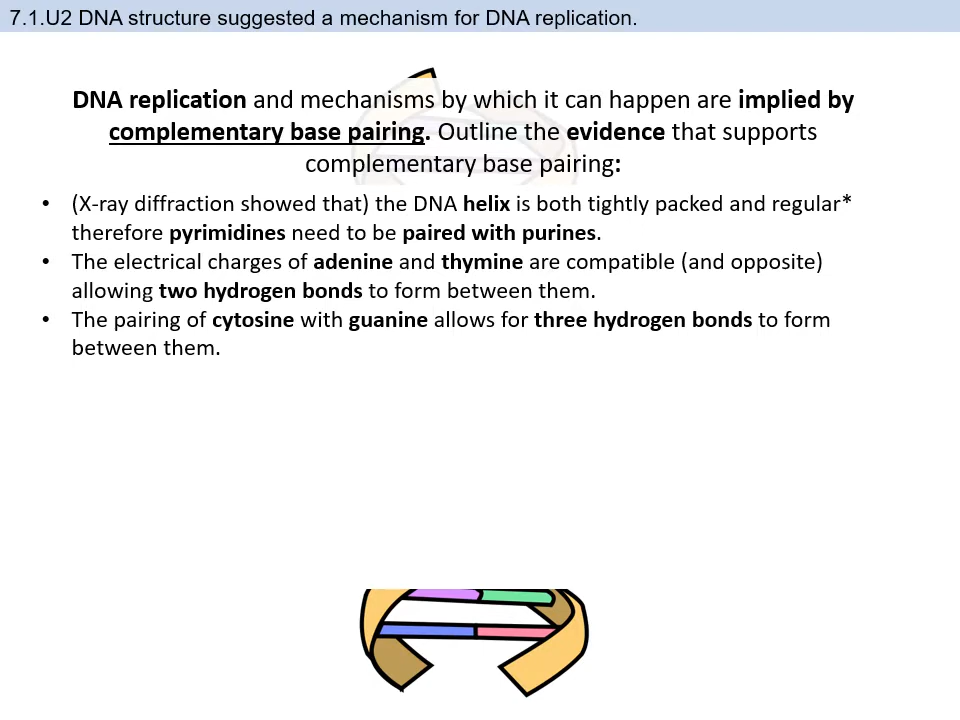 7.1.U2 DNA structure suggested a mechanism for DNA replication.
DNA replication and mechanisms by which it can happen are implied by
complementary base pairing. Outline the evidence that supports
complementary base pairing:
• (X-ray diffraction showed that) the DNA helix is both tightly packed and regular*
therefore pyrimidines need to be paired with purines.
• The electrical charges of adenine and thymine are compatible (and opposite)
allowing two hydrogen bonds to form between them.
• The pairing of cytosine with guanine allows for three hydrogen bonds to form
between them.